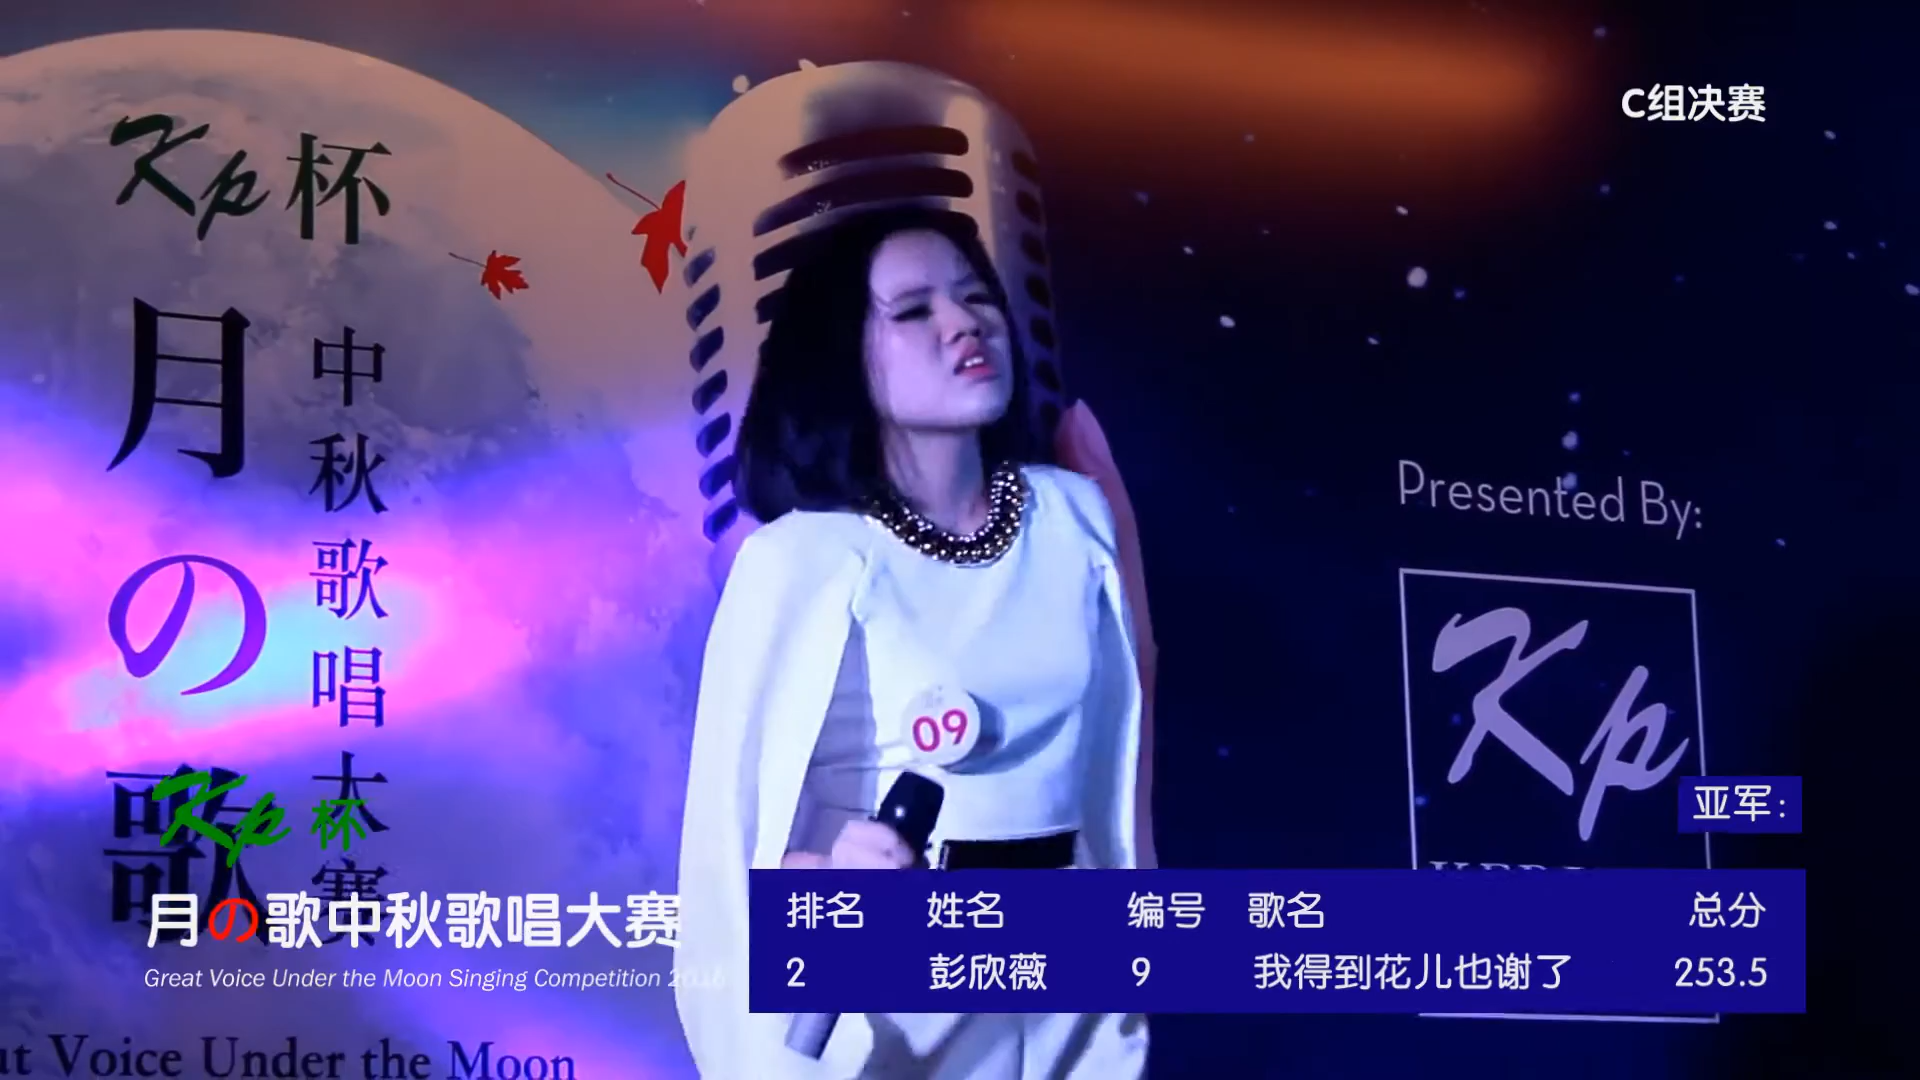 C组决赛
Kp杯
月の歌
中秋歌唱大赛
Presented By:
Kp
09
亚军:
Kp 杯
月の歌中秋歌唱大赛
Great Voice Under the Moon Singing Competition 2016
排名 姓名 编号 歌名 总分
2 彭欣薇 9 我得到花儿也谢了 253.5
Voice Under the Moon